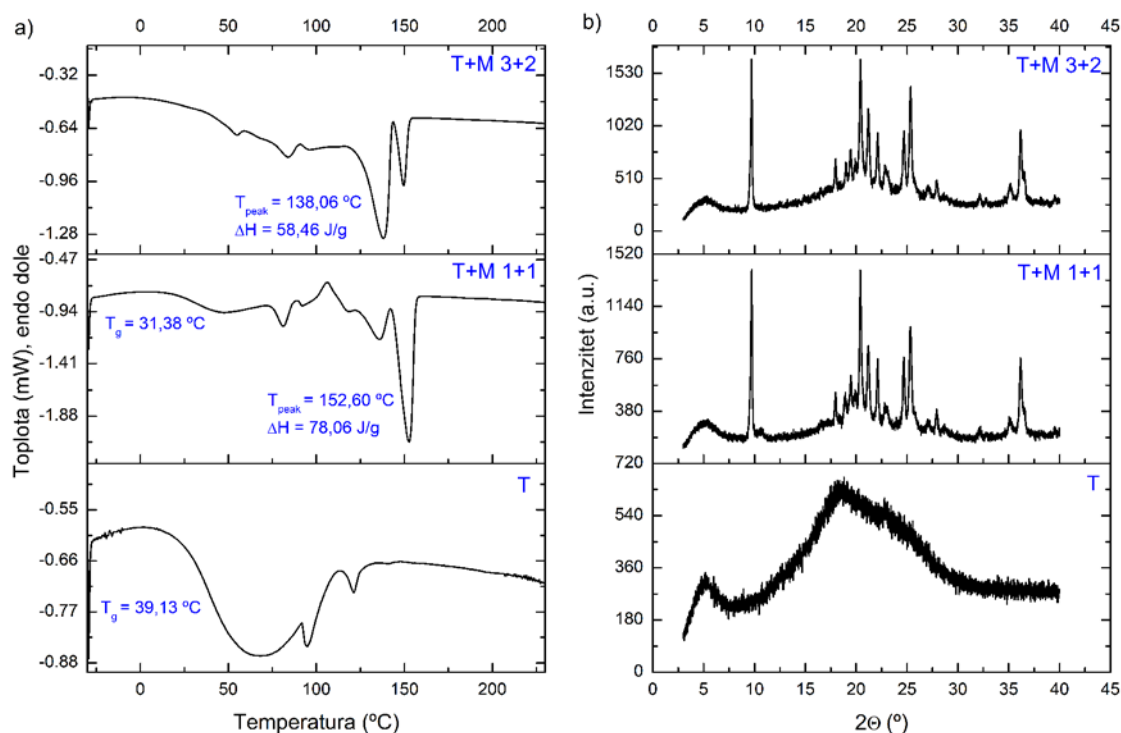 a)
0 50 100 150 200
Toplota (mW), endo dole
-0.32
-0.64
-0.96
-1.28
T+M 3+2
T_peak = 138,06 ºC
ΔH = 58,46 J/g
-0.47
-0.94
-1.41
-1.88
T+M 1+1
T_g = 31,38 ºC
T_peak = 152,60 ºC
ΔH = 78,06 J/g
-0.55
-0.66
-0.77
-0.88
T
T_g = 39,13 ºC
0 50 100 150 200
Temperatura (ºC)
b)
0 5 10 15 20 25 30 35 40 45
Intenzitet (a.u.)
1530
1020
510
0
T+M 3+2
1520
1140
760
380
T+M 1+1
720
540
360
180
0
T
0 5 10 15 20 25 30 35 40 45
2Θ (º)